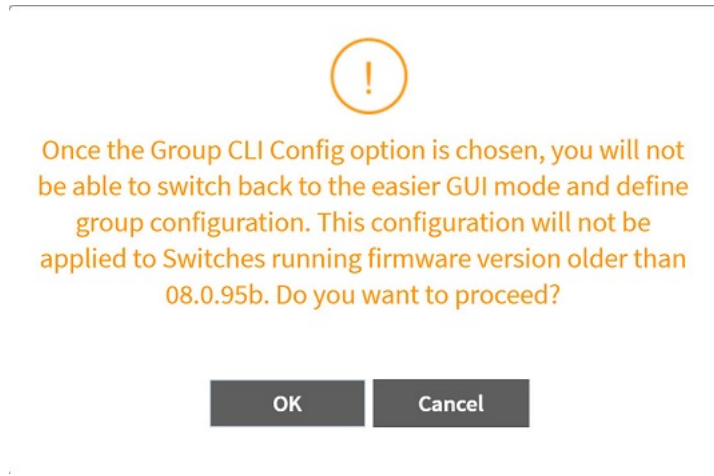 !
Once the Group CLI Config option is chosen, you will not
be able to switch back to the easier GUI mode and define
group configuration. This configuration will not be
applied to Switches running firmware version older than
08.0.95b. Do you want to proceed?
OK Cancel